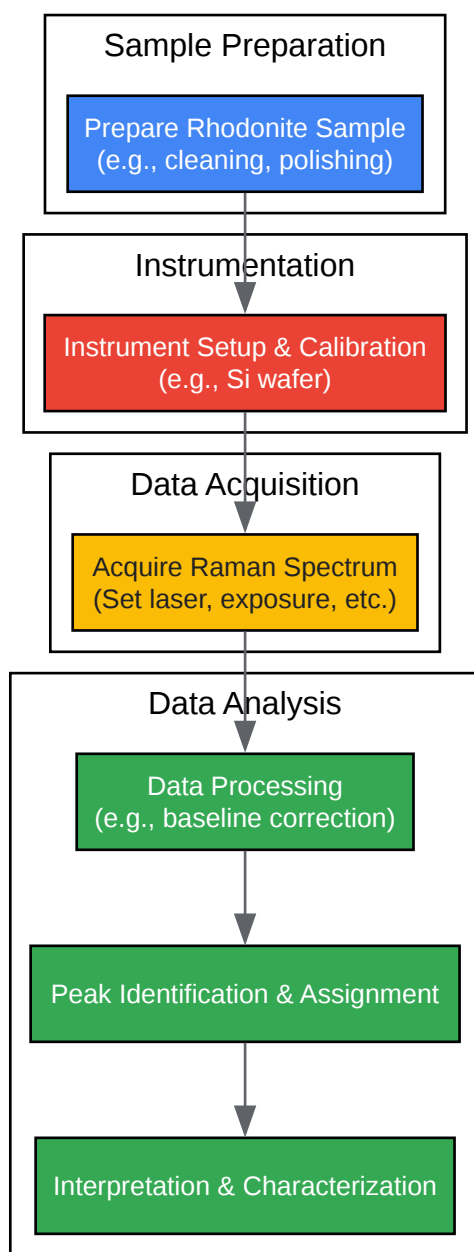 Sample Preparation
Prepare Rhodonite Sample
(e.g., cleaning, polishing)
Instrumentation
Instrument Setup & Calibration
(e.g., Si wafer)
Data Acquisition
Acquire Raman Spectrum
(Set laser, exposure, etc.)
Data Analysis
Data Processing
(e.g., baseline correction)
Peak Identification & Assignment
Interpretation & Characterization